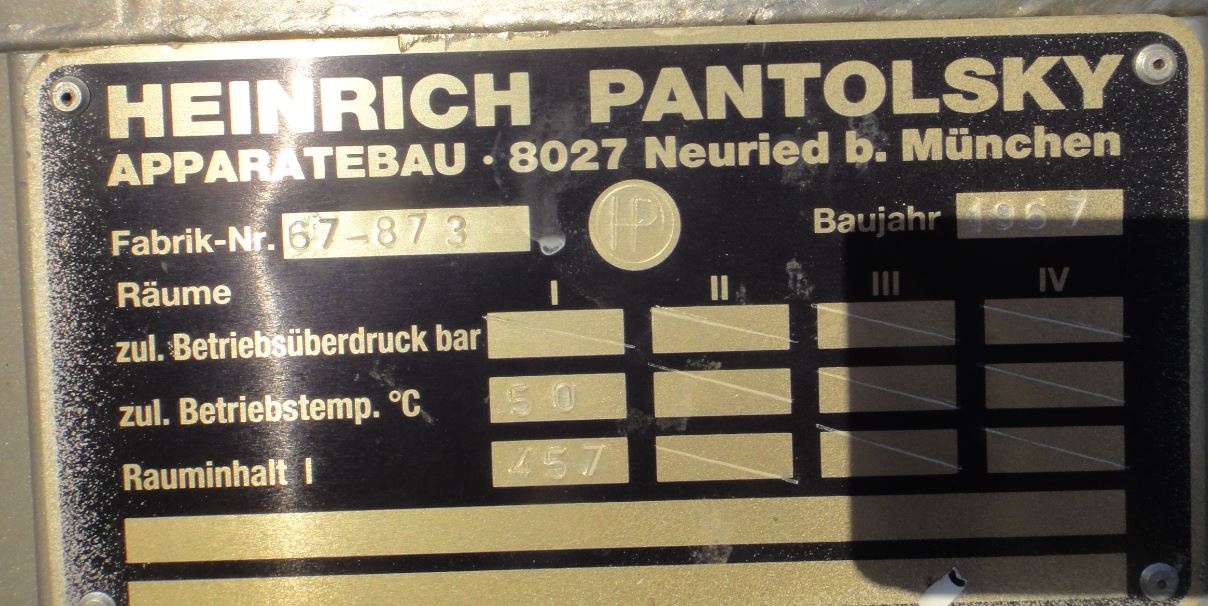 HEINRICH PANTOLSKY
APPARATEBAU · 8027 Neuried b. München
Fabrik-Nr. 67-873 HP Baujahr 1967
Räume I II III IV
zul. Betriebsüberdruck bar
zul. Betriebstemp. °C 50
Rauminhalt l 457